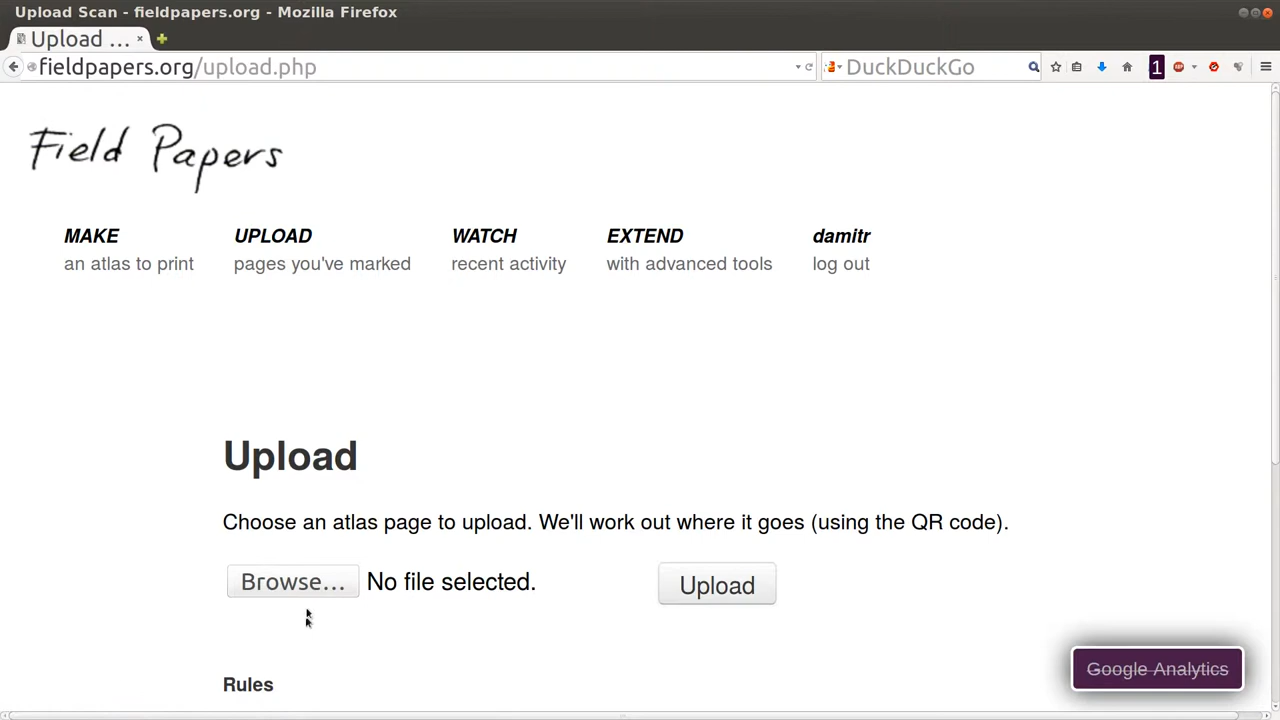 Upload Scan - fieldpapers.org - Mozilla Firefox
Upload ...
fieldpapers.org/upload.php
DuckDuckGo
1
Field Papers
MAKE
an atlas to print
UPLOAD
pages you've marked
WATCH
recent activity
EXTEND
with advanced tools
damitr
log out
Upload
Choose an atlas page to upload. We'll work out where it goes (using the QR code).
Browse... No file selected. Upload
Google Analytics
Rules